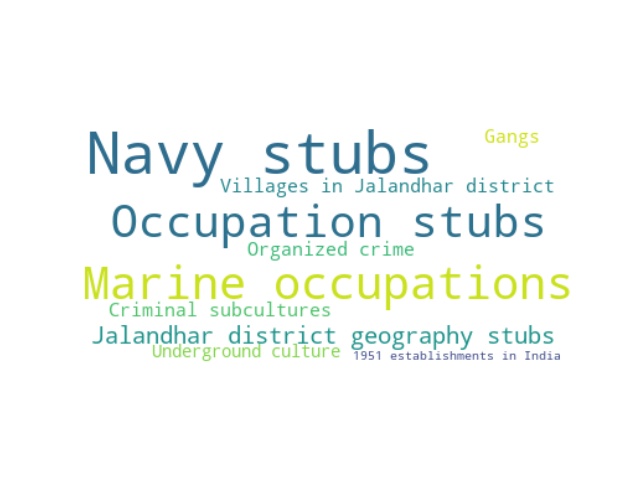 Navy stubs
Gangs
Villages in Jalandhar district
Occupation stubs
Organized crime
Marine occupations
Criminal subcultures
Jalandhar district geography stubs
Underground culture
1951 establishments in India